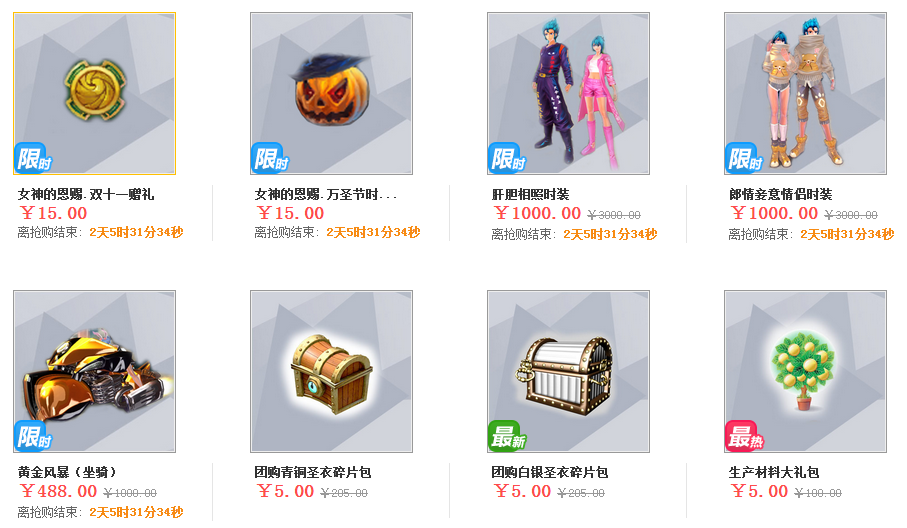 限时
限时
限时
限时
女神的恩赐.双十一赠礼
女神的恩赐.万圣节时...
肝胆相照时装
郎情妾意情侣时装
￥15.00
￥15.00
￥1000.00 ￥3000.00
￥1000.00 ￥3000.00
离抢购结束：2天5时31分34秒
离抢购结束：2天5时31分34秒
离抢购结束：2天5时31分34秒
离抢购结束：2天5时31分34秒
限时
最新
最热
黄金风暴（坐骑）
团购青铜圣衣碎片包
团购白银圣衣碎片包
生产材料大礼包
￥488.00 ￥1000.00
￥5.00 ￥205.00
￥5.00 ￥205.00
￥5.00 ￥100.00
离抢购结束：2天5时31分34秒